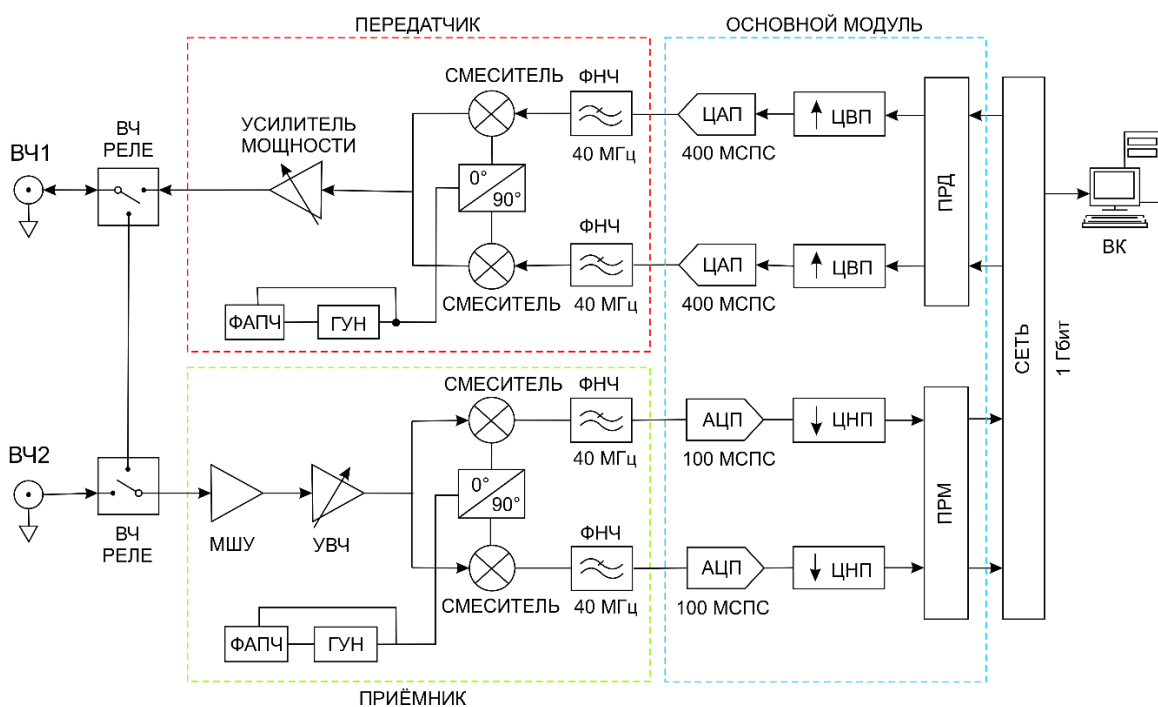 ПЕРЕДАТЧИК
ОСНОВНОЙ МОДУЛЬ
СМЕСИТЕЛЬ
ФНЧ
40 МГц
ЦАП
400 МСПС
ЦВП
УСИЛИТЕЛЬ
МОЩНОСТИ
ВЧ
РЕЛЕ
ВЧ1
0°
90°
ПРД
ВК
ФНЧ
40 МГц
ЦАП
400 МСПС
ЦВП
СМЕСИТЕЛЬ
ФАПЧ
ГУН
СЕТЬ
1 Гбит
СМЕСИТЕЛЬ
ФНЧ
40 МГц
АЦП
100 МСПС
ЦНП
ВЧ2
ВЧ
РЕЛЕ
МШУ
УВЧ
0°
90°
ПРМ
СМЕСИТЕЛЬ
ФНЧ
40 МГц
АЦП
100 МСПС
ЦНП
ФАПЧ
ГУН
ПРИЁМНИК